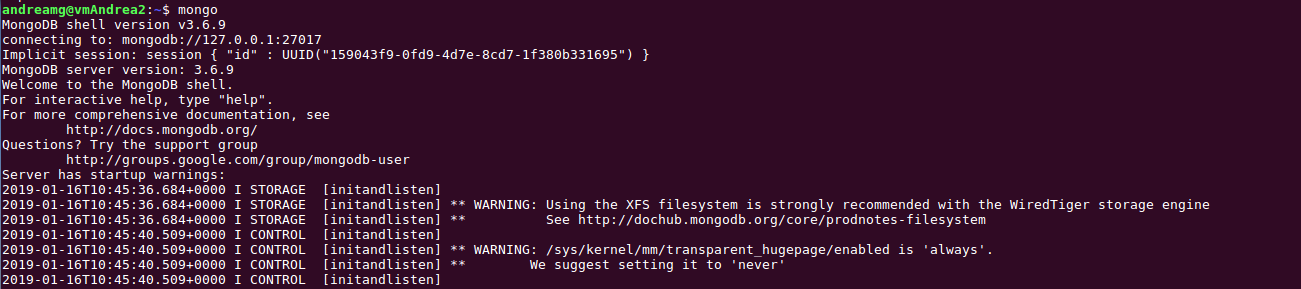 andreamg@vmAndrea2:~$ mongo
MongoDB shell version v3.6.9
connecting to: mongodb://127.0.0.1:27017
Implicit session: session { "id" : UUID("159043f9-0fd9-4d7e-8cd7-1f380b331695") }
MongoDB server version: 3.6.9
Welcome to the MongoDB shell.
For interactive help, type "help".
For more comprehensive documentation, see
        http://docs.mongodb.org/
Questions? Try the support group
        http://groups.google.com/group/mongodb-user
Server has startup warnings:
2019-01-16T10:45:36.684+0000 I STORAGE  [initandlisten]
2019-01-16T10:45:36.684+0000 I STORAGE  [initandlisten] ** WARNING: Using the XFS filesystem is strongly recommended with the WiredTiger storage engine
2019-01-16T10:45:36.684+0000 I STORAGE  [initandlisten] **          See http://dochub.mongodb.org/core/prodnotes-filesystem
2019-01-16T10:45:40.509+0000 I CONTROL  [initandlisten]
2019-01-16T10:45:40.509+0000 I CONTROL  [initandlisten] ** WARNING: /sys/kernel/mm/transparent_hugepage/enabled is 'always'.
2019-01-16T10:45:40.509+0000 I CONTROL  [initandlisten] **        We suggest setting it to 'never'
2019-01-16T10:45:40.509+0000 I CONTROL  [initandlisten]